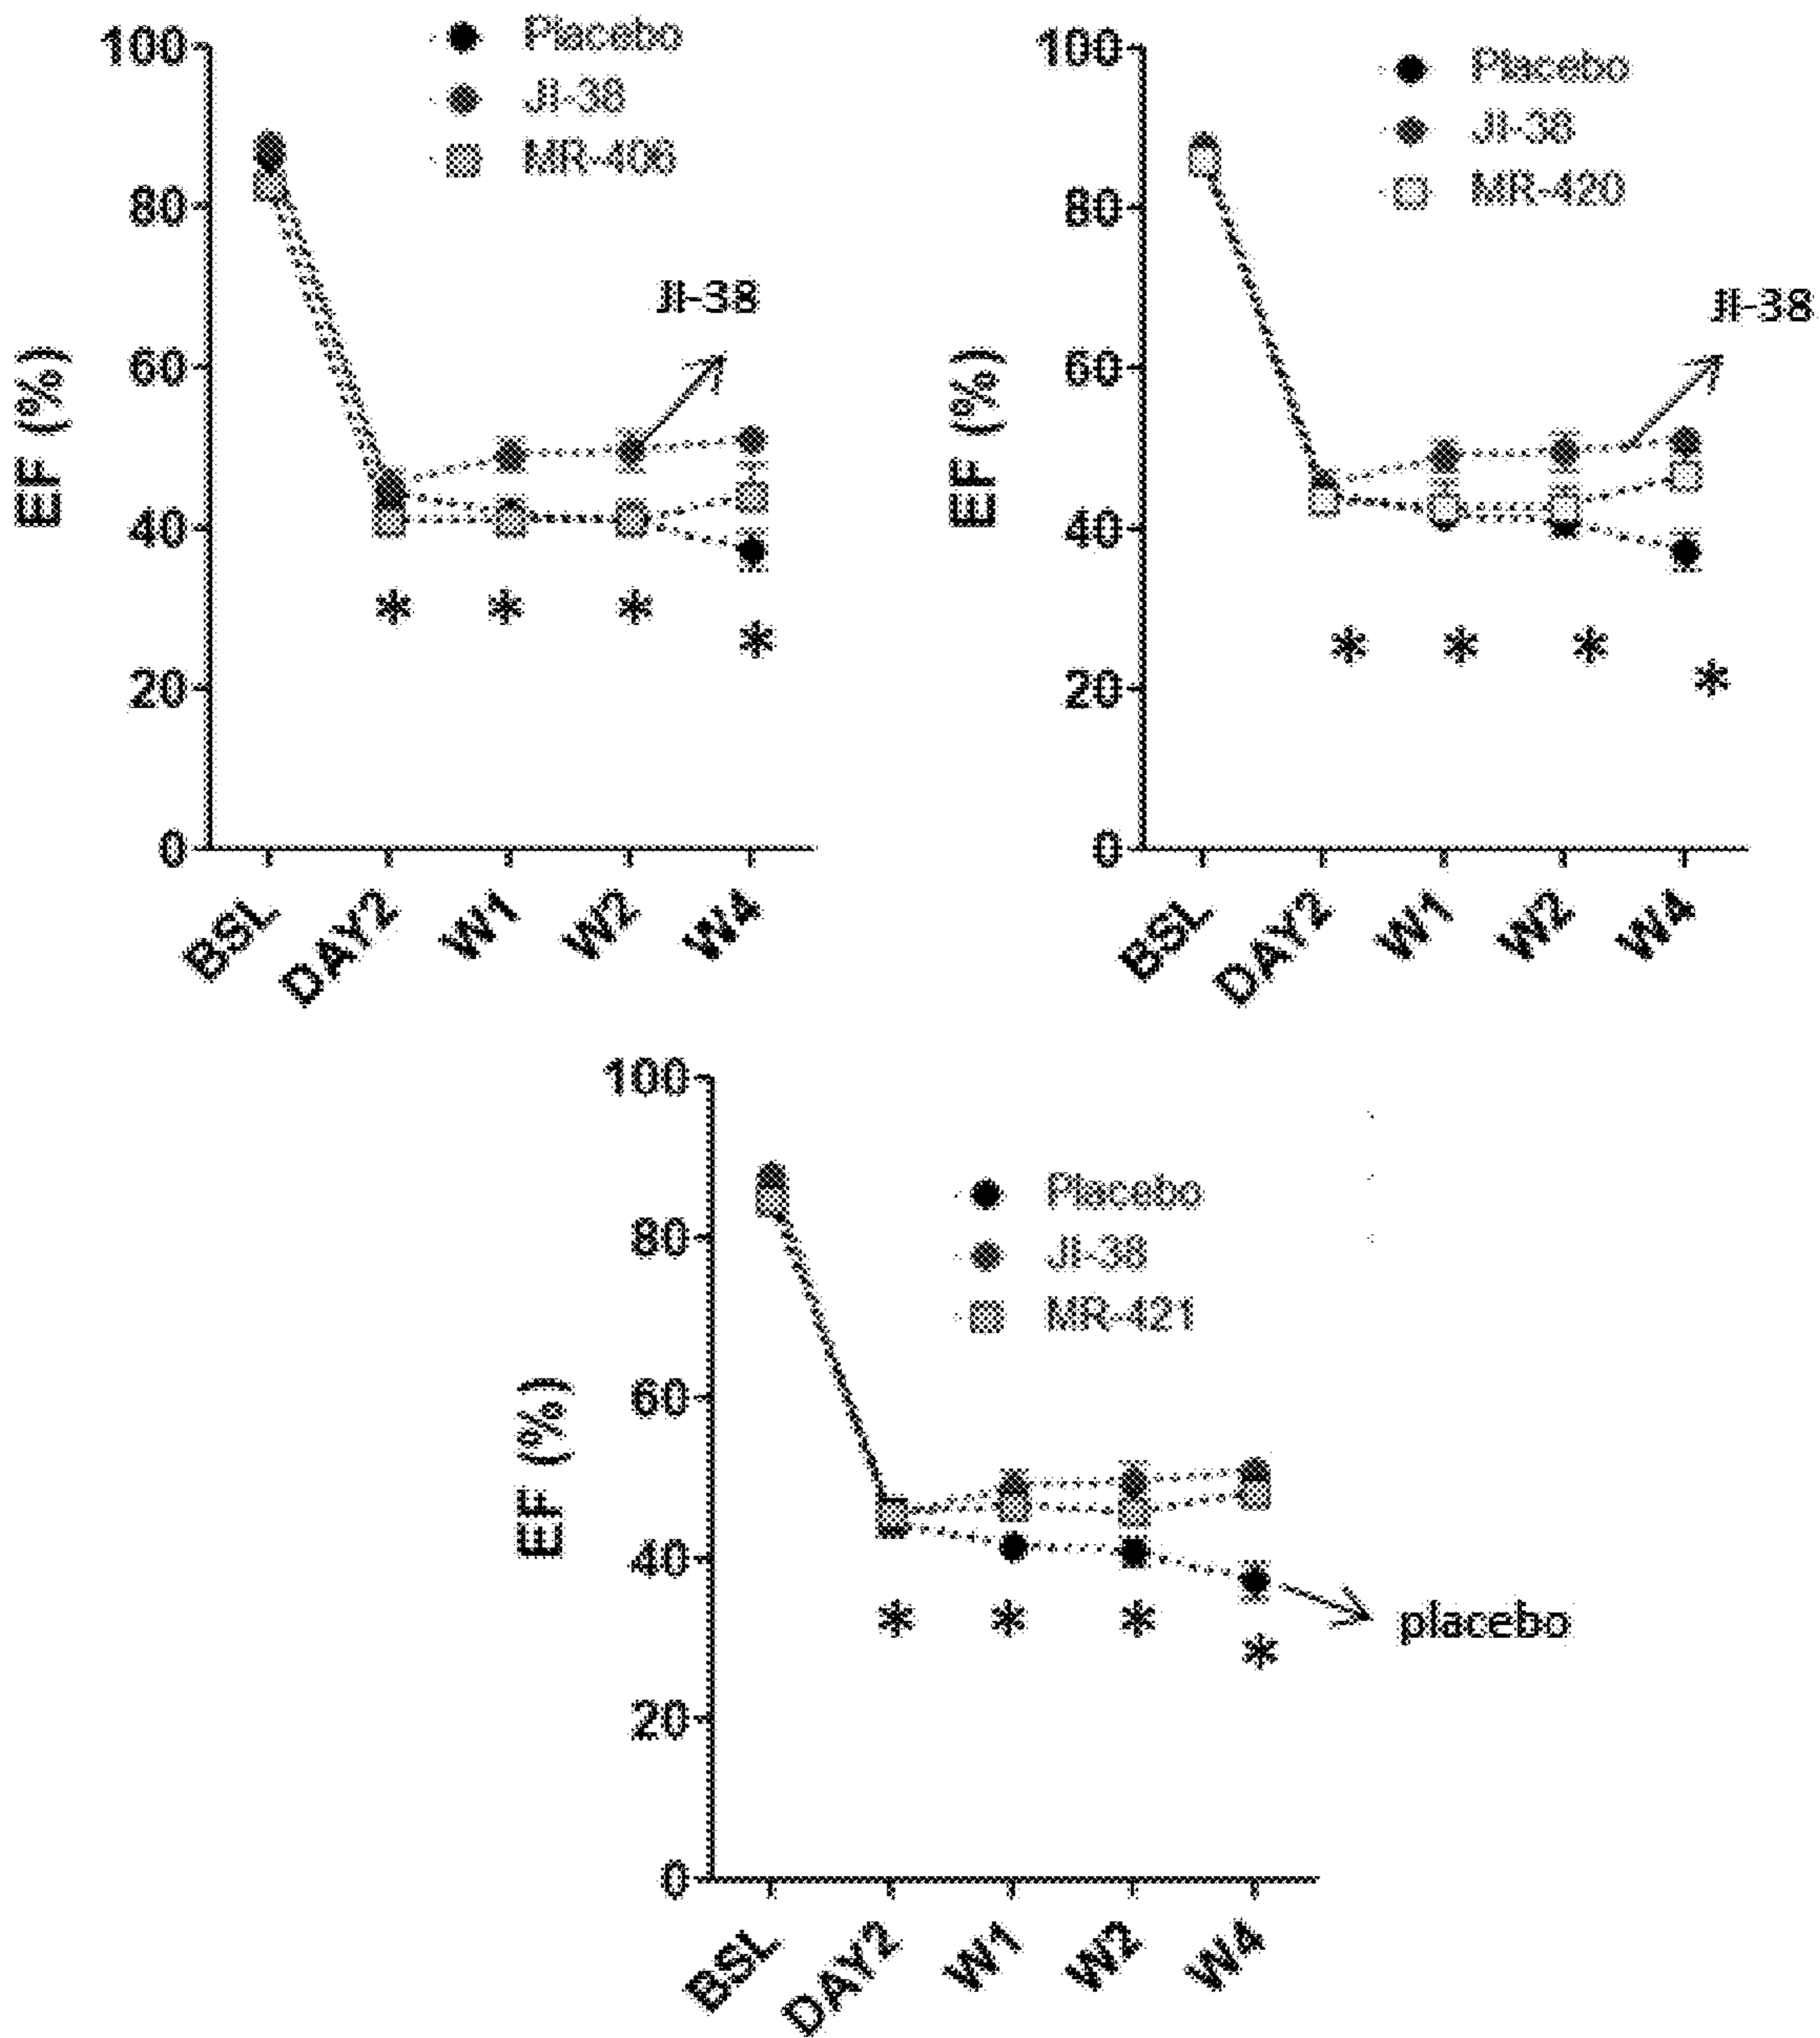 Placebo
JI-38
MR-406
100
80
60
40
20
0
EF (%)
JI-38
*
*
*
*
BSL
DAY2
W1
W2
W4
Placebo
JI-38
MR-420
100
80
60
40
20
0
EF (%)
JI-38
*
*
*
*
BSL
DAY2
W1
W2
W4
Placebo
JI-38
MR-421
100
80
60
40
20
0
EF (%)
placebo
*
*
*
*
BSL
DAY2
W1
W2
W4